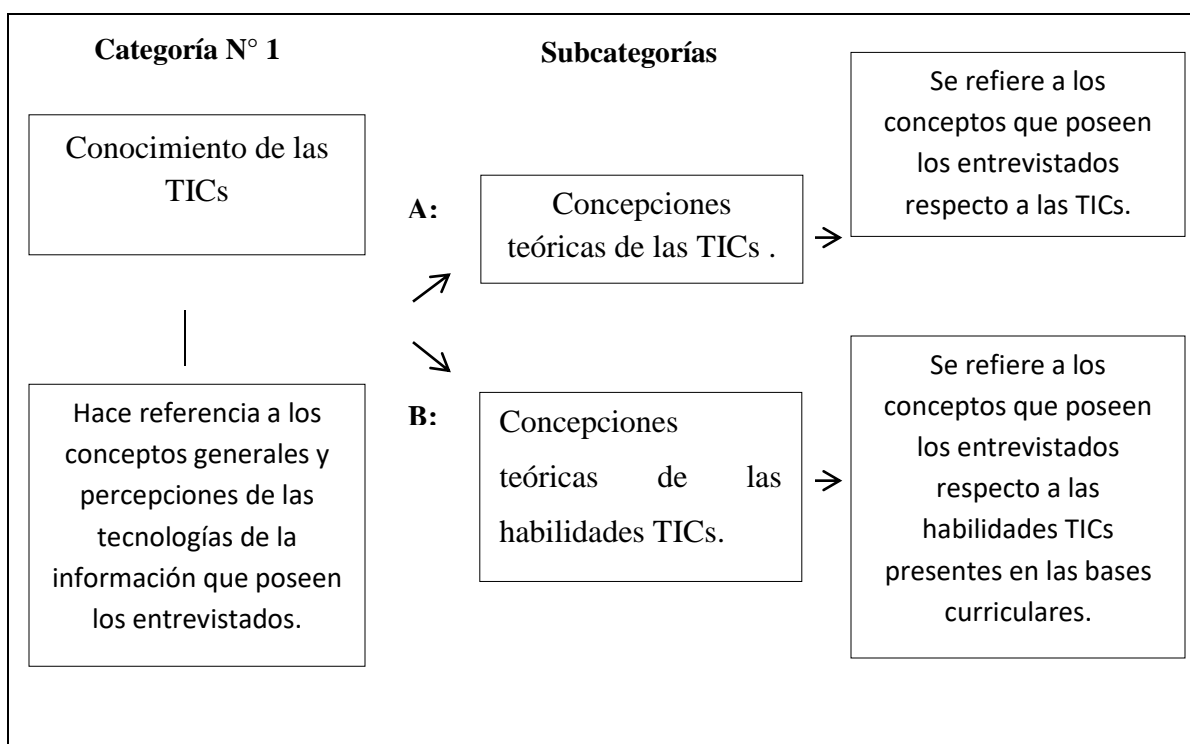 Categoría N° 1
Conocimiento de las
TICs
Hace referencia a los
conceptos generales y
percepciones de las
tecnologías de la
información que poseen
los entrevistados.
Subcategorías
A:
Concepciones
teóricas de las TICs .
Se refiere a los
conceptos que poseen
los entrevistados
respecto a las TICs.
B:
Concepciones
teóricas de las
habilidades TICs.
Se refiere a los
conceptos que poseen
los entrevistados
respecto a las
habilidades TICs
presentes en las bases
curriculares.